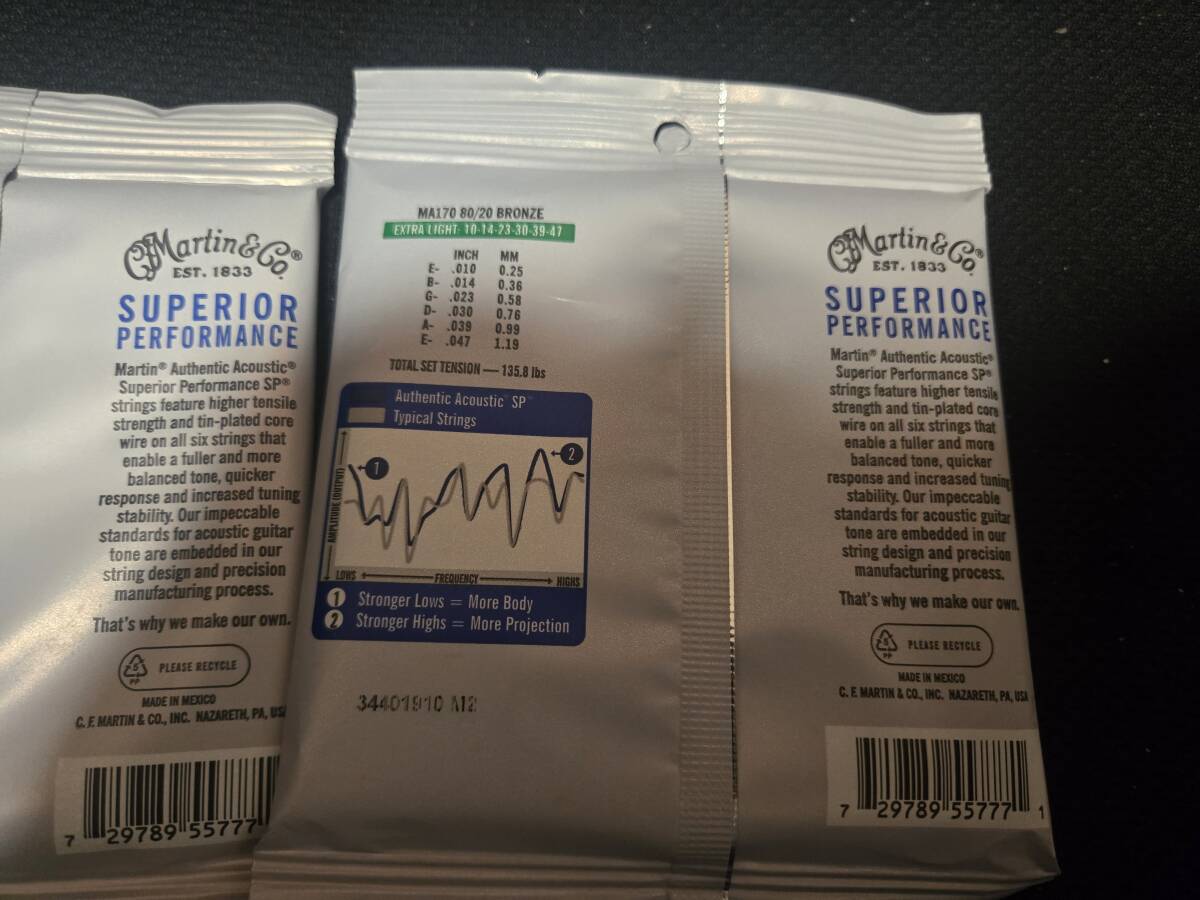 Martin & Co.
EST. 1833
SUPERIOR
PERFORMANCE
Martin® Authentic Acoustic®
Superior Performance SP®
strings feature higher tensile
strength and tin-plated core
wire on all six strings that
enable a fuller and more
balanced tone, quicker
response and increased tuning
stability. Our impeccable
standards for acoustic guitar
tone are embedded in our
string design and precision
manufacturing process.
That's why we make our own.
5
PP
PLEASE RECYCLE
MADE IN MEXICO
C. F. MARTIN & CO., INC. NAZARETH, PA, USA
7 29789 55777
MA170 80/20 BRONZE
EXTRA LIGHT: 10-14-23-30-39-47
INCH MM
E- .010 0.25
B- .014 0.36
G- .023 0.58
D- .030 0.76
A- .039 0.99
E- .047 1.19
TOTAL SET TENSION — 135.8 lbs
Authentic Acoustic™ SP™
Typical Strings
1
2
AMPLITUDE (OUTPUT)
LOWS FREQUENCY HIGHS
1 Stronger Lows = More Body
2 Stronger Highs = More Projection
34401910 M2
Martin & Co.
EST. 1833
SUPERIOR
PERFORMANCE
Martin® Authentic Acoustic®
Superior Performance SP®
strings feature higher tensile
strength and tin-plated core
wire on all six strings that
enable a fuller and more
balanced tone, quicker
response and increased tuning
stability. Our impeccable
standards for acoustic guitar
tone are embedded in our
string design and precision
manufacturing process.
That's why we make our own.
5
PP
PLEASE RECYCLE
MADE IN MEXICO
C. F. MARTIN & CO., INC. NAZARETH, PA, USA
7 29789 55777 1